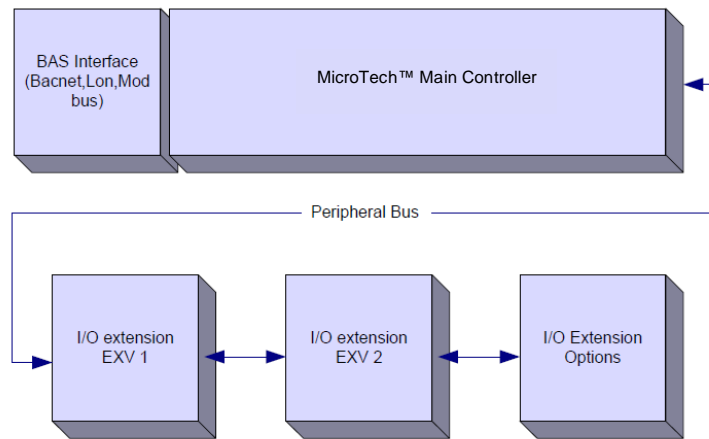 BAS Interface
(Bacnet,Lon,Mod
bus)
MicroTech™ Main Controller
Peripheral Bus
I/O extension
EXV 1
I/O extension
EXV 2
I/O Extension
Options